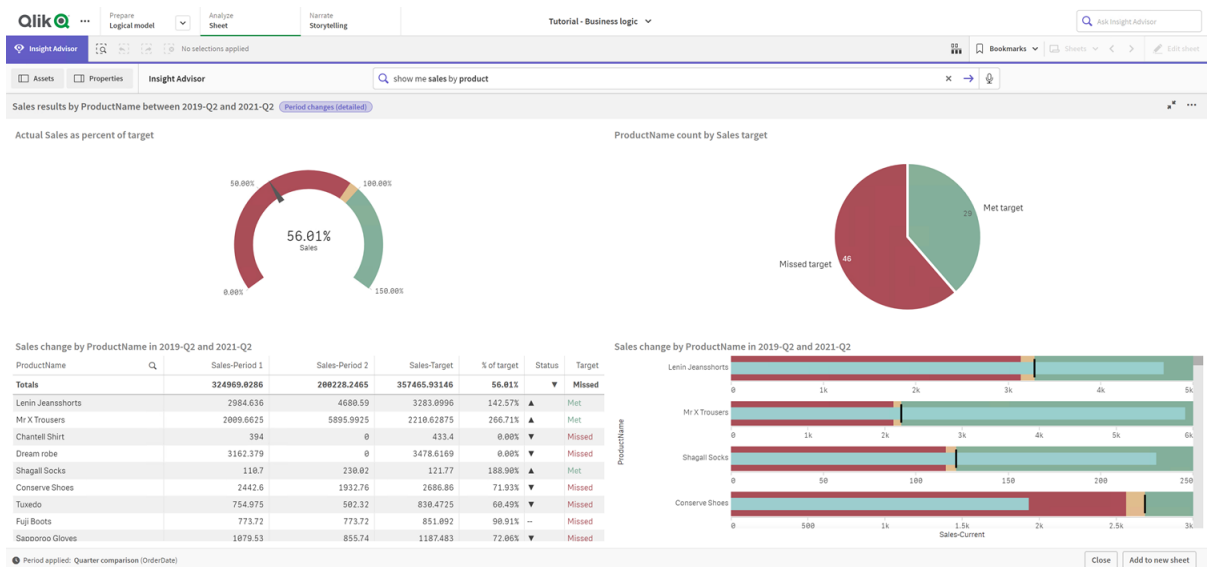 Qlik
Prepare
Logical model
Analyze
Sheet
Narrate
Storytelling
Tutorial - Business logic
Ask Insight Advisor
Insight Advisor
No selections applied
Bookmarks
Sheets
Edit sheet
Assets
Properties
Insight Advisor
show me sales by product
Sales results by ProductName between 2019-Q2 and 2021-Q2 Period changes (detailed)
Actual Sales as percent of target
50.00% 100.00%
56.01%
Sales
0.00% 150.00%
ProductName count by Sales target
29 Met target
Missed target 46
Sales change by ProductName in 2019-Q2 and 2021-Q2
ProductName Sales-Period 1 Sales-Period 2 Sales-Target % of target Status Target
Totals 324969.0286 200228.2465 357465.93146 56.01% ▼ Missed
Lenin Jeansshorts 2984.636 4680.59 3283.0996 142.57% ▲ Met
Mr X Trousers 2009.6625 5895.9925 2210.62875 266.71% ▲ Met
Chantell Shirt 394 0 433.4 0.00% ▼ Missed
Dream robe 3162.379 0 3478.6169 0.00% ▼ Missed
Shagall Socks 110.7 230.02 121.77 188.90% ▲ Met
Conserve Shoes 2442.6 1932.76 2686.86 71.93% ▼ Missed
Tuxedo 754.975 502.32 830.4725 60.49% ▼ Missed
Fuji Boots 773.72 773.72 851.092 90.91% -- Missed
Sapporoo Gloves 1079.53 855.74 1187.483 72.06% ▼ Missed
Sales change by ProductName in 2019-Q2 and 2021-Q2
ProductName
Lenin Jeansshorts
0 1k 2k 3k 4k 5k
Mr X Trousers
0 1k 2k 3k 4k 6k
Shagall Socks
0 50 100 150 200 250
Conserve Shoes
0 500 1k 1.5k 2k 2.5k 3k
Sales-Current
Period applied: Quarter comparison (OrderDate)
Close
Add to new sheet